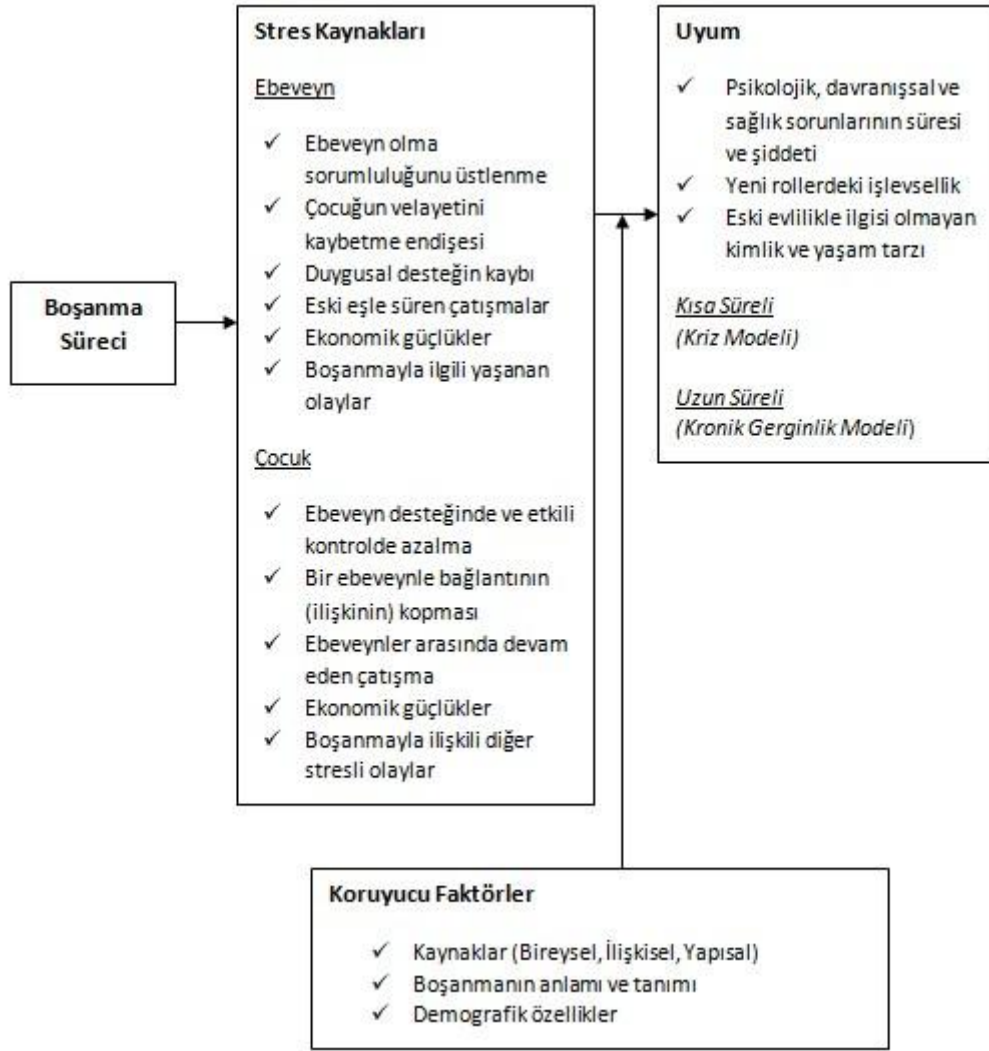 Boşanma
Süreci
Stres Kaynakları
Ebeveyn
✓ Ebeveyn olma
sorumluluğunu üstlenme
✓ Çocuğun velayetini
kaybetme endişesi
✓ Duygusal desteğin kaybı
✓ Eski eşle süren çatışmalar
✓ Ekonomik güçlükler
✓ Boşanmayla ilgili yaşanan
olaylar
Çocuk
✓ Ebeveyn desteğinde ve etkili
kontrolde azalma
✓ Bir ebeveynle bağlantının
(ilişkinin) kopması
✓ Ebeveynler arasında devam
eden çatışma
✓ Ekonomik güçlükler
✓ Boşanmayla ilişkili diğer
stresli olaylar
Uyum
✓ Psikolojik, davranışsal ve
sağlık sorunlarının süresi
ve şiddeti
✓ Yeni rollerdeki işlevsellik
✓ Eski evlilikle ilgisi olmayan
kimlik ve yaşam tarzı
Kısa Süreli
(Kriz Modeli)
Uzun Süreli
(Kronik Gerginlik Modeli)
Koruyucu Faktörler
✓ Kaynaklar (Bireysel, İlişkisel, Yapısal)
✓ Boşanmanın anlamı ve tanımı
✓ Demografik özellikler